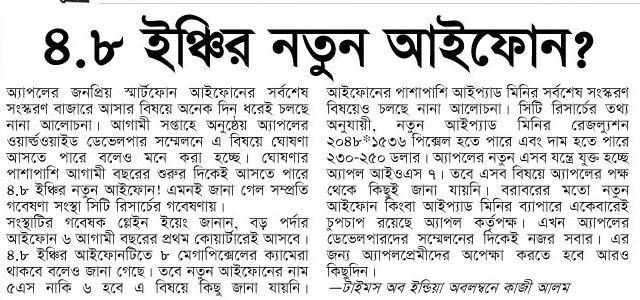 ৪.৮ ইঞ্চির নতুন আইফোন?
অ্যাপলের জনপ্রিয় স্মার্টফোন আইফোনের সর্বশেষ
সংস্করণ বাজারে আসার বিষয়ে অনেক দিন ধরেই চলছে
নানা আলোচনা। আগামী সপ্তাহে অনুষ্ঠেয় অ্যাপলের
ওয়ার্ল্ডওয়াইড ডেভেলপার সম্মেলনে এ বিষয়ে ঘোষণা
আসতে পারে বলেও মনে করা হচ্ছে। ঘোষণার
পাশাপাশি আগামী বছরের শুরুর দিকেই আসতে পারে
৪.৮ ইঞ্চির নতুন আইফোন! এমনই জানা গেল সম্প্রতি
গবেষণা সংস্থা সিটি রিসার্চের গবেষণায়।
সংস্থাটির গবেষক গ্লেইন ইয়েং জানান, বড় পর্দার
আইফোন ৬ আগামী বছরের প্রথম কোয়ার্টারেই আসবে।
৪.৮ ইঞ্চির এ আইফোনটিতে ৮ মেগাপিক্সেলের ক্যামেরা
থাকবে বলেও জানা গেছে। তবে নতুন আইফোনের নাম
৫এস নাকি ৬ হবে এ বিষয়ে কিছু জানা যায়নি।
আইফোনের পাশাপাশি আইপ্যাড মিনির সর্বশেষ সংস্করণ
বিষয়েও চলছে নানা আলোচনা। সিটি রিসার্চের তথ্য
অনুযায়ী, নতুন আইপ্যাড মিনির রেজল্যুশন
২০৪৮*১৫৩৬ পিক্সেল হতে পারে এবং দাম হতে পারে
২৩০-২৫০ ডলার। অ্যাপলের নতুন এসব যন্ত্রে যুক্ত হচ্ছে
অ্যাপল আইওএস ৭। তবে এসব বিষয়ে অ্যাপলের পক্ষ
থেকে কিছুই জানা যায়নি। বরাবরের মতো নতুন
আইফোন কিংবা আইপ্যাড মিনির ব্যাপারে একেবারেই
চুপচাপ রয়েছে অ্যাপল কর্তৃপক্ষ। এখন অ্যাপলের
ডেভেলপারদের সম্মেলনের দিকেই নজর সবার। এর
জন্য অ্যাপলপ্রেমীদের অপেক্ষা করতে হবে আরও
কিছুদিন।
—টাইমস অব ইন্ডিয়া অবলম্বনে কাজী আলম